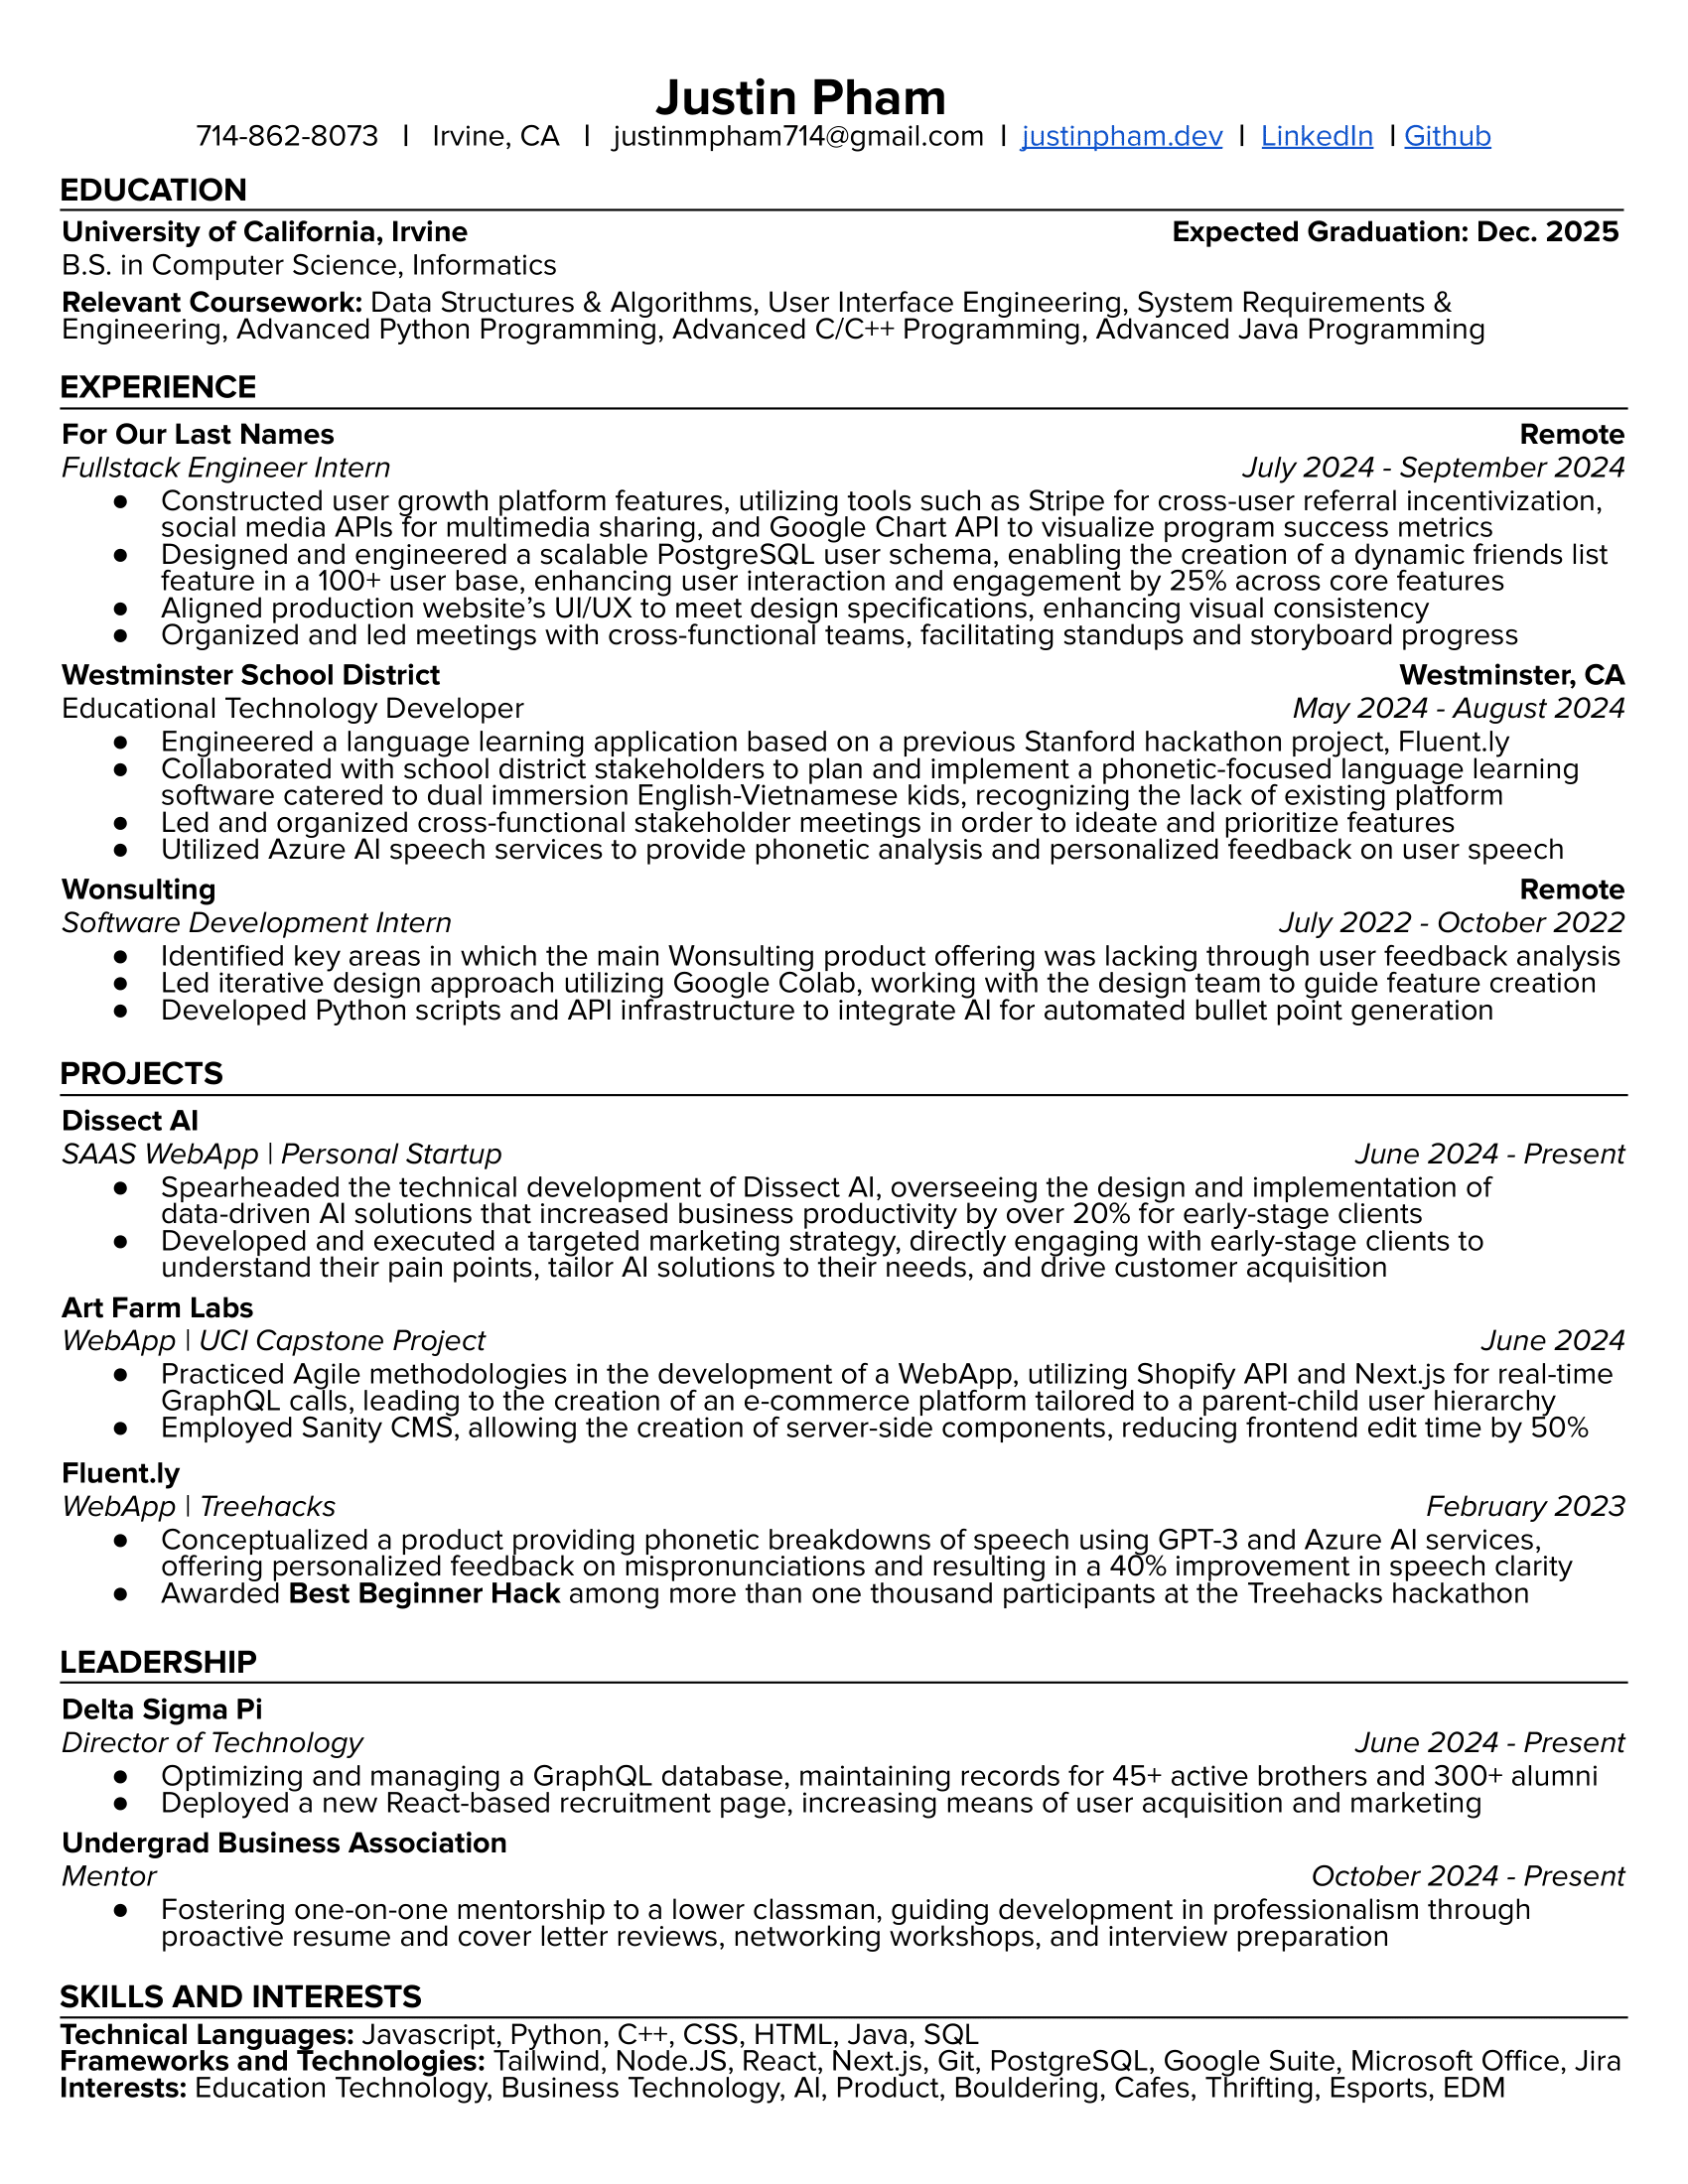 Justin Pham
714-862-8073 | Irvine, CA | justinmpham714@gmail.com | justinpham.dev | LinkedIn | Github
EDUCATION
University of California, Irvine Expected Graduation: Dec. 2025
B.S. in Computer Science, Informatics
Relevant Coursework: Data Structures & Algorithms, User Interface Engineering, System Requirements &
Engineering, Advanced Python Programming, Advanced C/C++ Programming, Advanced Java Programming
EXPERIENCE
For Our Last Names Remote
Fullstack Engineer Intern July 2024 - September 2024
● Constructed user growth platform features, utilizing tools such as Stripe for cross-user referral incentivization,
social media APIs for multimedia sharing, and Google Chart API to visualize program success metrics
● Designed and engineered a scalable PostgreSQL user schema, enabling the creation of a dynamic friends list
feature in a 100+ user base, enhancing user interaction and engagement by 25% across core features
● Aligned production website’s UI/UX to meet design specifications, enhancing visual consistency
● Organized and led meetings with cross-functional teams, facilitating standups and storyboard progress
Westminster School District Westminster, CA
Educational Technology Developer May 2024 - August 2024
● Engineered a language learning application based on a previous Stanford hackathon project, Fluent.ly
● Collaborated with school district stakeholders to plan and implement a phonetic-focused language learning
software catered to dual immersion English-Vietnamese kids, recognizing the lack of existing platform
● Led and organized cross-functional stakeholder meetings in order to ideate and prioritize features
● Utilized Azure AI speech services to provide phonetic analysis and personalized feedback on user speech
Wonsulting Remote
Software Development Intern July 2022 - October 2022
● Identified key areas in which the main Wonsulting product offering was lacking through user feedback analysis
● Led iterative design approach utilizing Google Colab, working with the design team to guide feature creation
● Developed Python scripts and API infrastructure to integrate AI for automated bullet point generation
PROJECTS
Dissect AI
SAAS WebApp | Personal Startup June 2024 - Present
● Spearheaded the technical development of Dissect AI, overseeing the design and implementation of
data-driven AI solutions that increased business productivity by over 20% for early-stage clients
● Developed and executed a targeted marketing strategy, directly engaging with early-stage clients to
understand their pain points, tailor AI solutions to their needs, and drive customer acquisition
Art Farm Labs
WebApp | UCI Capstone Project June 2024
● Practiced Agile methodologies in the development of a WebApp, utilizing Shopify API and Next.js for real-time
GraphQL calls, leading to the creation of an e-commerce platform tailored to a parent-child user hierarchy
● Employed Sanity CMS, allowing the creation of server-side components, reducing frontend edit time by 50%
Fluent.ly
WebApp | Treehacks February 2023
● Conceptualized a product providing phonetic breakdowns of speech using GPT-3 and Azure AI services,
offering personalized feedback on mispronunciations and resulting in a 40% improvement in speech clarity
● Awarded Best Beginner Hack among more than one thousand participants at the Treehacks hackathon
LEADERSHIP
Delta Sigma Pi
Director of Technology June 2024 - Present
● Optimizing and managing a GraphQL database, maintaining records for 45+ active brothers and 300+ alumni
● Deployed a new React-based recruitment page, increasing means of user acquisition and marketing
Undergrad Business Association
Mentor October 2024 - Present
● Fostering one-on-one mentorship to a lower classman, guiding development in professionalism through
proactive resume and cover letter reviews, networking workshops, and interview preparation
SKILLS AND INTERESTS
Technical Languages: Javascript, Python, C++, CSS, HTML, Java, SQL
Frameworks and Technologies: Tailwind, Node.JS, React, Next.js, Git, PostgreSQL, Google Suite, Microsoft Office, Jira
Interests: Education Technology, Business Technology, AI, Product, Bouldering, Cafes, Thrifting, Esports, EDM